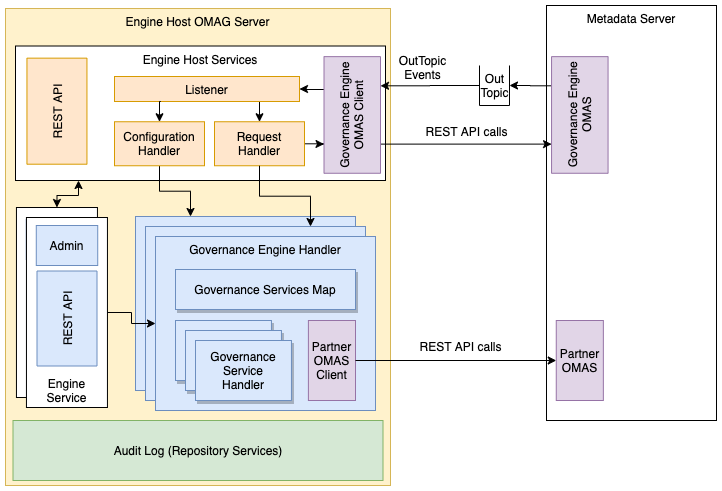 Engine Host OMAG Server
Metadata Server
Engine Host Services
REST API
Listener
Configuration
Handler
Request
Handler
Governance Engine
OMAS Client
OutTopic
Events
Out
Topic
Governance Engine
OMAS
REST API calls
Admin
REST API
Engine
Service
Governance Engine Handler
Governance Services Map
Governance
Service
Handler
Partner
OMAS
Client
REST API calls
Partner
OMAS
Audit Log (Repository Services)